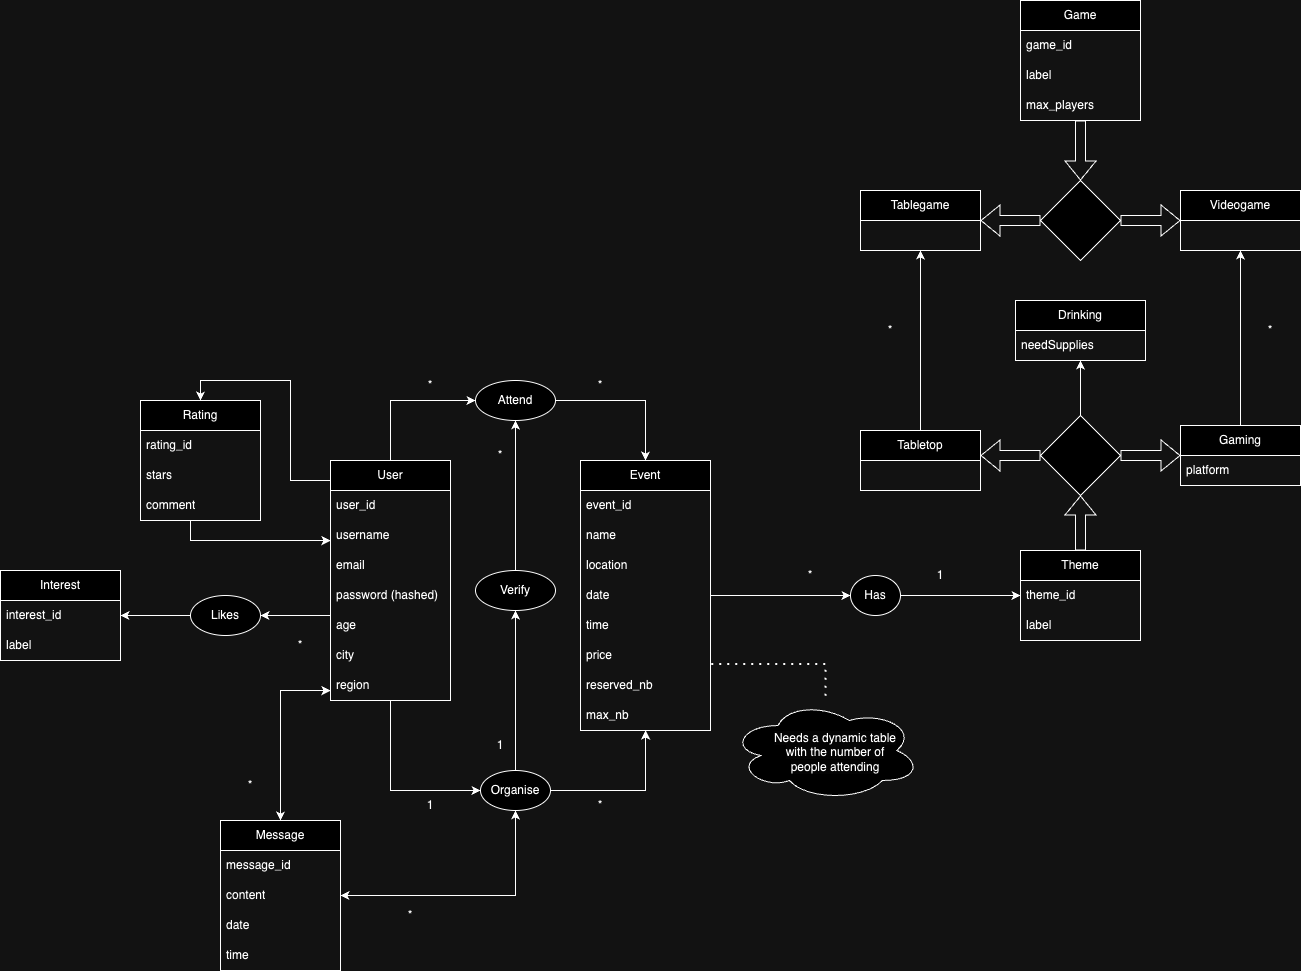 Game
game_id
label
max_players
Tablegame
Videogame
Drinking
needSupplies
*
*
Tabletop
Gaming
platform
Theme
theme_id
label
Rating
rating_id
stars
comment
*
Attend
*
*
User
user_id
username
email
password (hashed)
age
city
region
Event
event_id
name
location
date
time
price
reserved_nb
max_nb
Verify
*
Has
1
Interest
interest_id
label
Likes
*
Needs a dynamic table
with the number of
people attending
1
*
1
Organise
*
Message
message_id
content
date
time
*